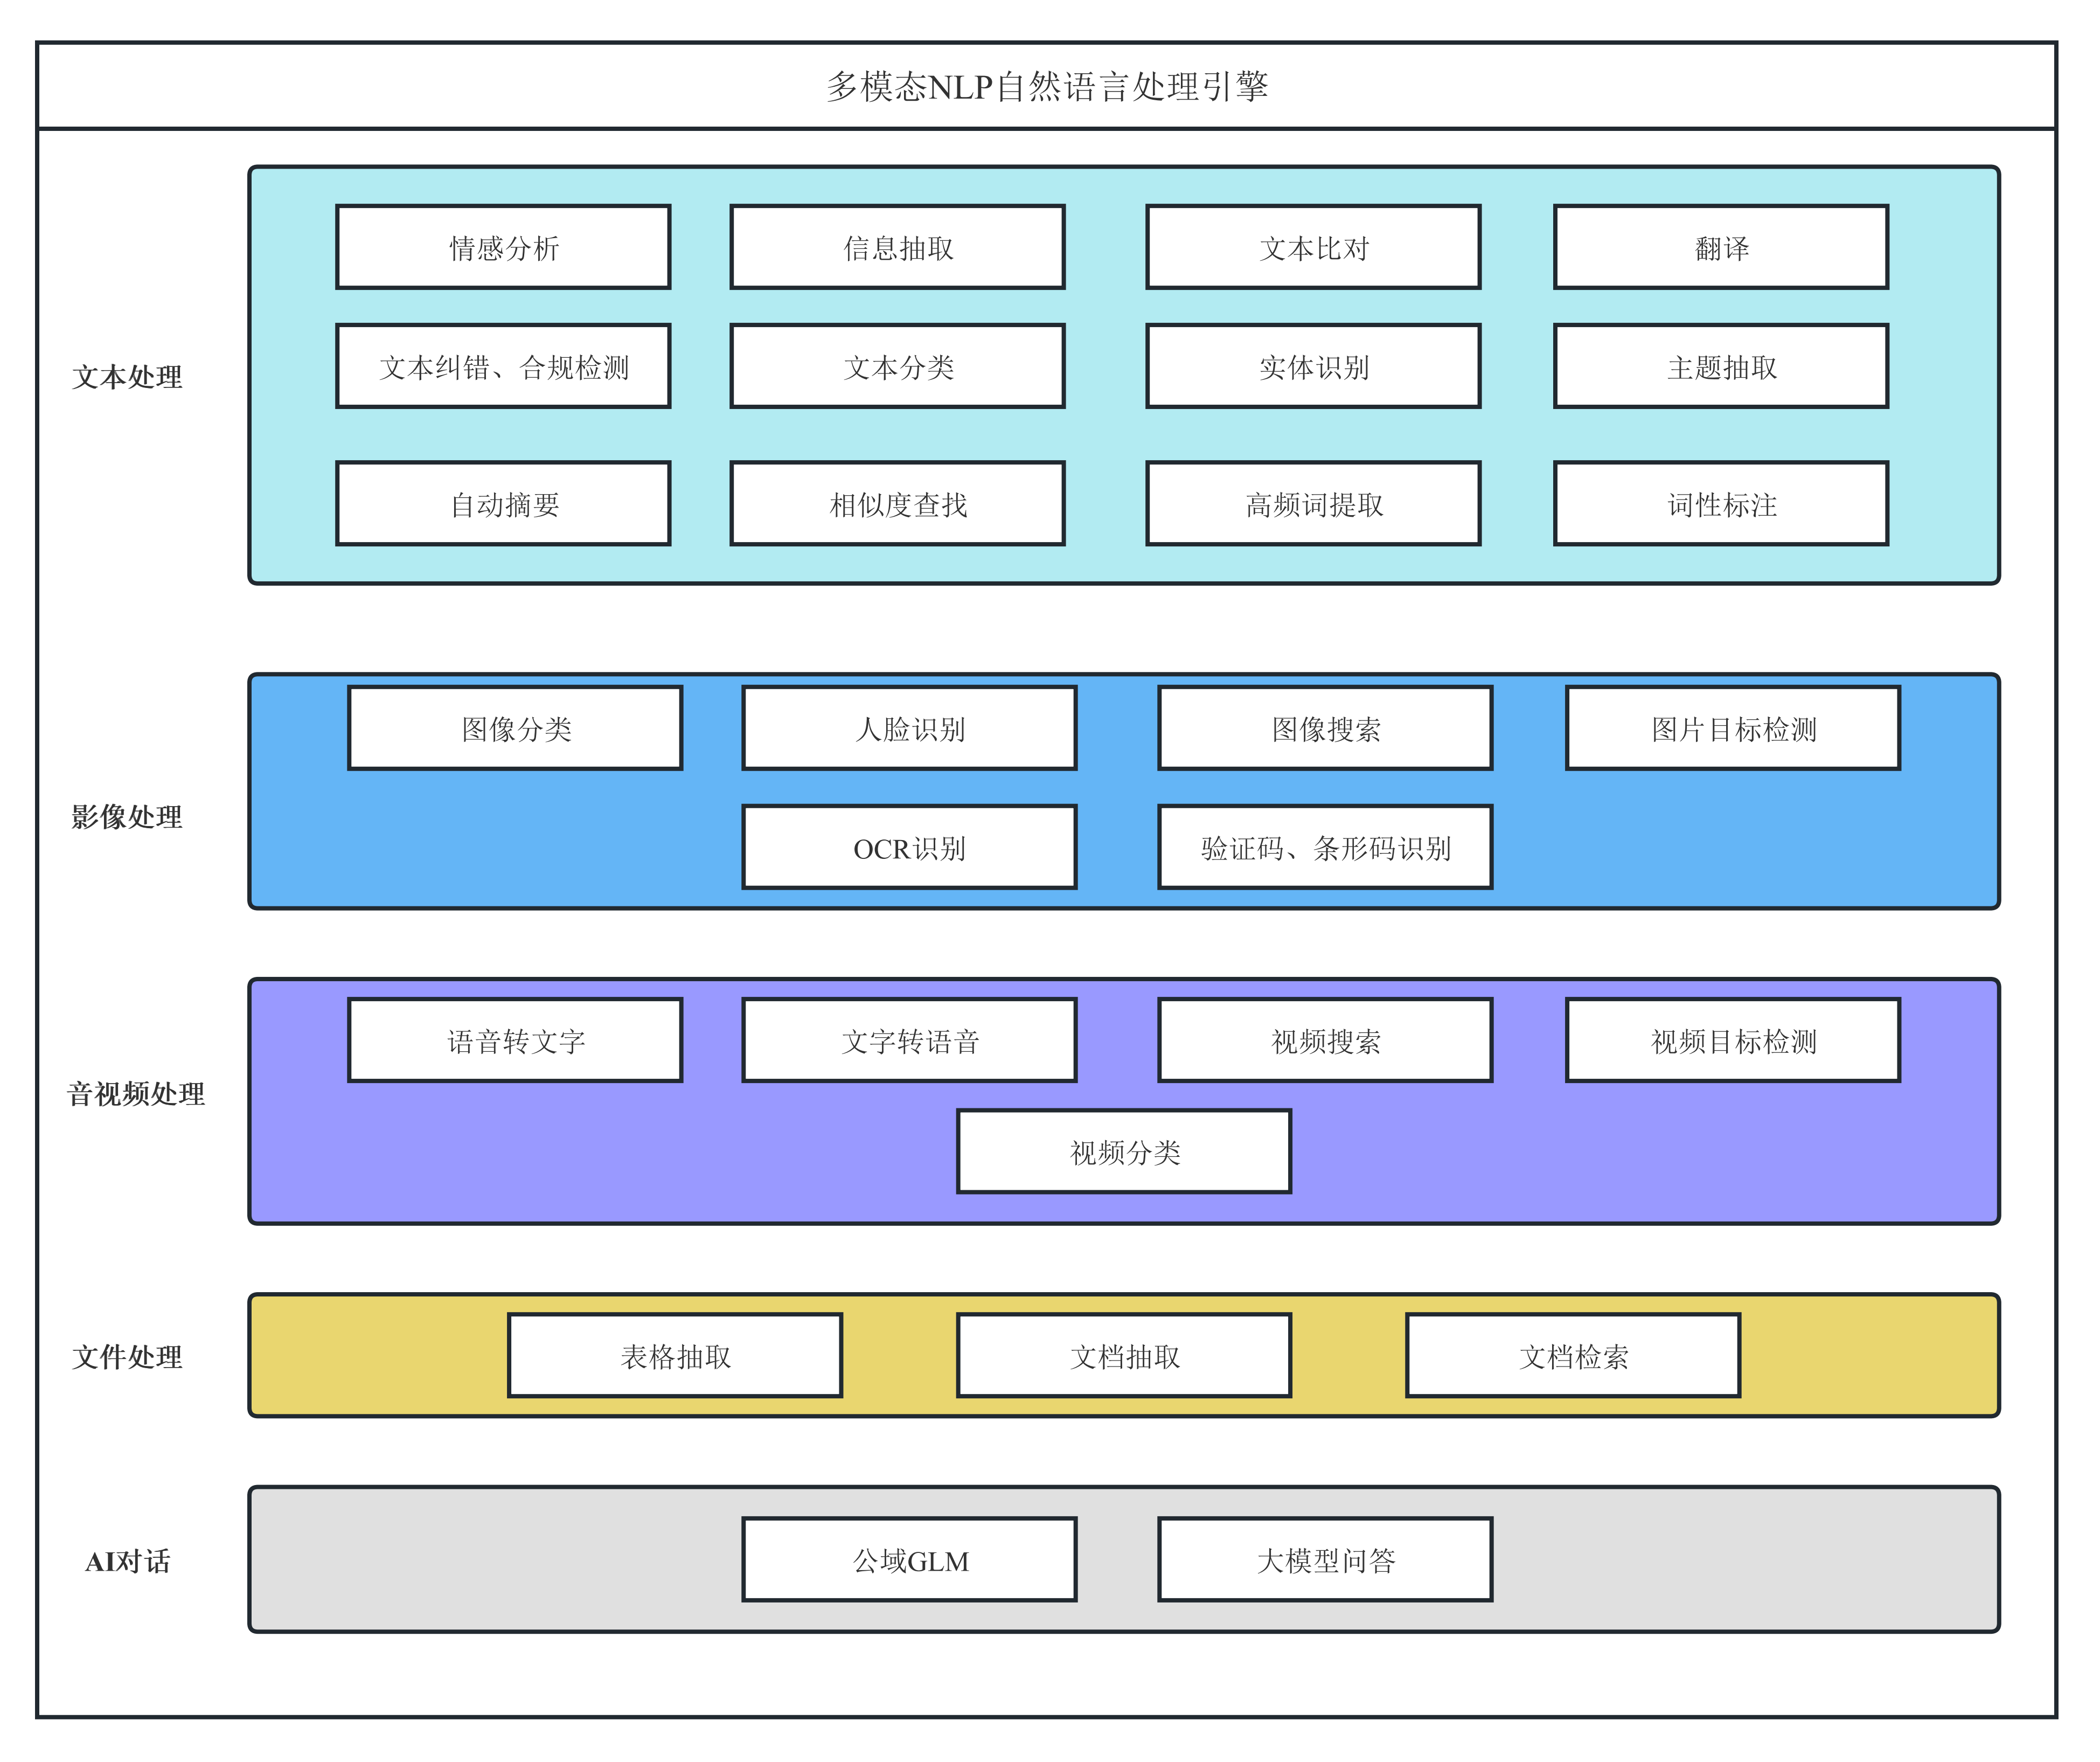 多模态NLP自然语言处理引擎
文本处理
情感分析
信息抽取
文本比对
翻译
文本纠错、合规检测
文本分类
实体识别
主题抽取
自动摘要
相似度查找
高频词提取
词性标注
影像处理
图像分类
人脸识别
图像搜索
图片目标检测
OCR识别
验证码、条形码识别
音视频处理
语音转文字
文字转语音
视频搜索
视频目标检测
视频分类
文件处理
表格抽取
文档抽取
文档检索
AI对话
公域GLM
大模型问答